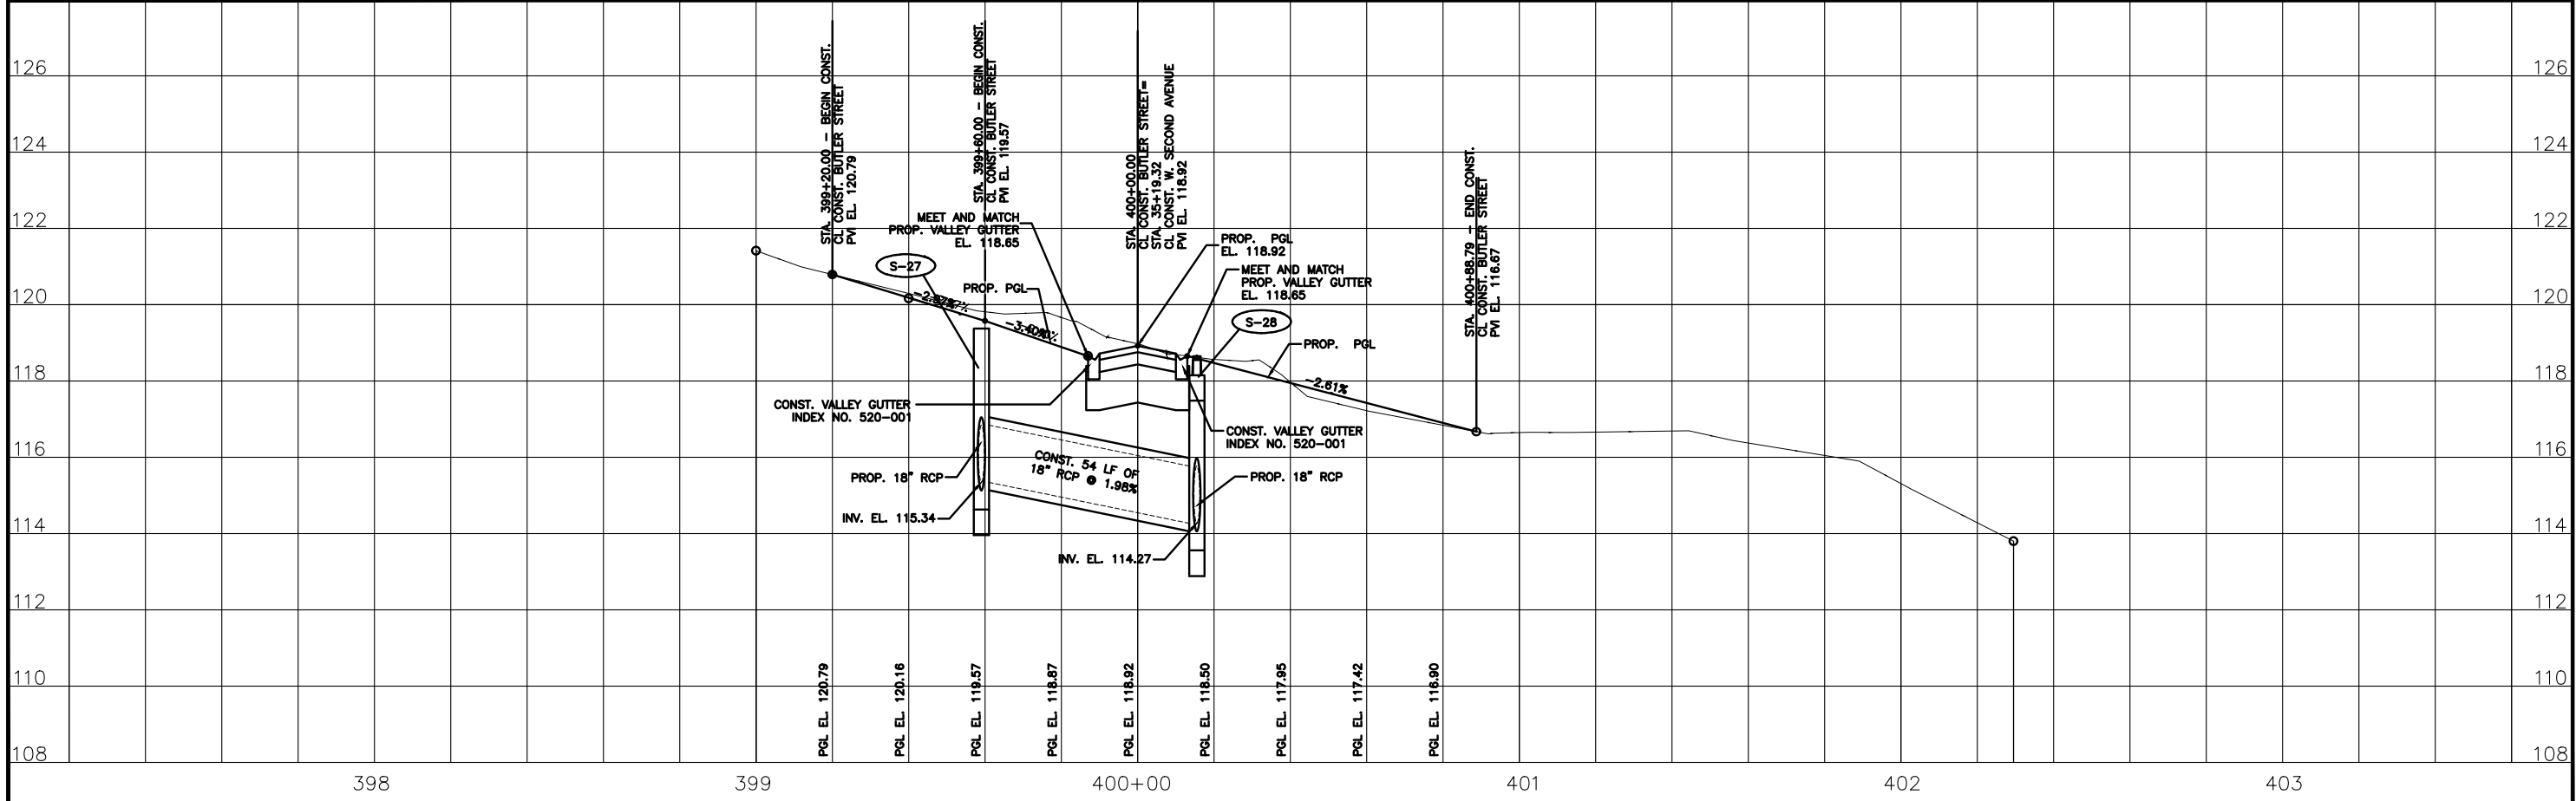 126
124
122
120
118
116
114
112
110
108
STA. 399+20.00 - BEGIN CONST.
CL CONST. BUTLER STREET
PVI EL. 120.79
STA. 399+60.00 - BEGIN CONST.
CL CONST. BUTLER STREET
PVI EL. 119.57
STA. 400+00.00
CL CONST. BUTLER STREET=
STA. 35+19.32
CL CONST. W. SECOND AVENUE
PVI EL. 118.92
STA. 400+88.79 - END CONST.
CL CONST. BUTLER STREET
PVI EL. 116.67
MEET AND MATCH
PROP. VALLEY GUTTER
EL. 118.65
S-27
PROP. PGL
PROP. PGL
EL. 118.92
MEET AND MATCH
PROP. VALLEY GUTTER
EL. 118.65
S-28
PROP. PGL
-2.61%
CONST. VALLEY GUTTER
INDEX NO. 520-001
CONST. VALLEY GUTTER
INDEX NO. 520-001
CONST. 54 LF OF
18" RCP @ 1.98%
PROP. 18" RCP
INV. EL. 115.34
PROP. 18" RCP
INV. EL. 114.27
PGL EL. 120.79
PGL EL. 120.16
PGL EL. 119.57
PGL EL. 118.87
PGL EL. 118.92
PGL EL. 118.50
PGL EL. 117.95
PGL EL. 117.42
PGL EL. 116.90
126
124
122
120
118
116
114
112
110
108
398
399
400+00
401
402
403